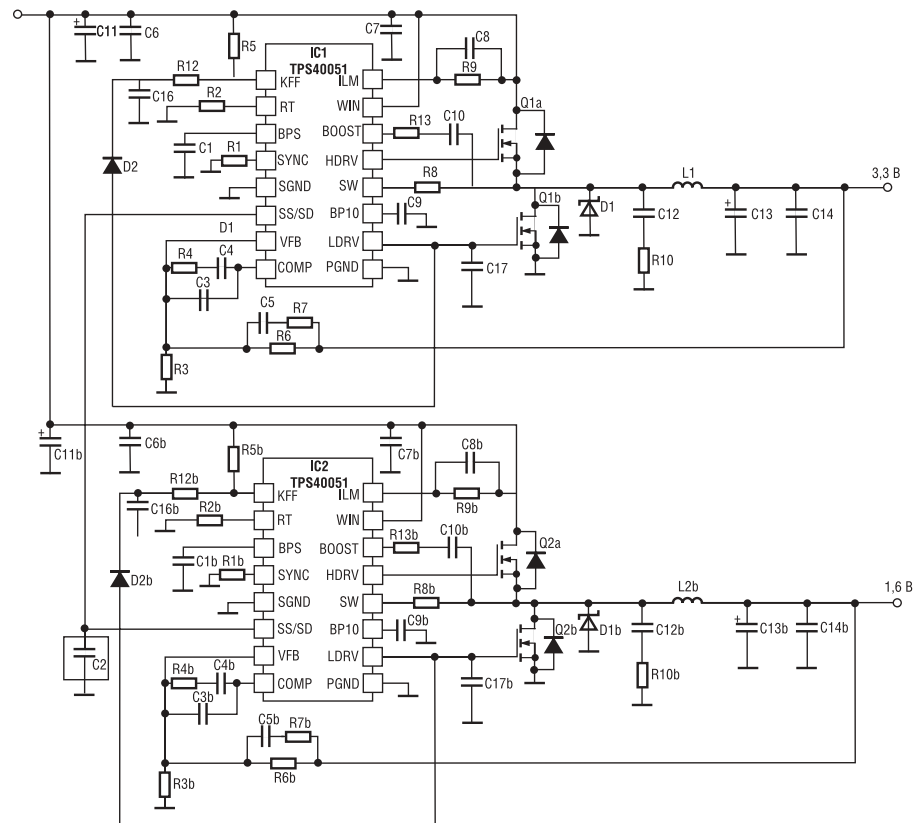 C11
C6
R5
C7
C8
IC1
TPS40051
R12
KFF
ILM
R9
C16
R2
RT
WIN
Q1a
BPS
BOOST
R13
C10
D2
C1
R1
SYNC
HDRV
L1
3,3 В
SGND
SW
R8
Q1b
D1
SS/SD
BP10
C9
C12
C13
C14
D1
VFB
LDRV
R4
C4
COMP
PGND
C17
R10
C3
C5
R7
R6
R3
C11b
C6b
R5b
C7b
C8b
IC2
TPS40051
R12b
KFF
ILM
R9b
C16b
R2b
RT
WIN
BPS
BOOST
R13b
C10b
Q2a
D2b
C1b
R1b
SYNC
HDRV
L2b
1,6 В
SGND
SW
R8b
SS/SD
BP10
C9b
Q2b
D1b
C12b
C13b
C14b
C2
VFB
LDRV
R4b
C4b
COMP
PGND
C17b
R10b
C3b
C5b
R7b
R6b
R3b